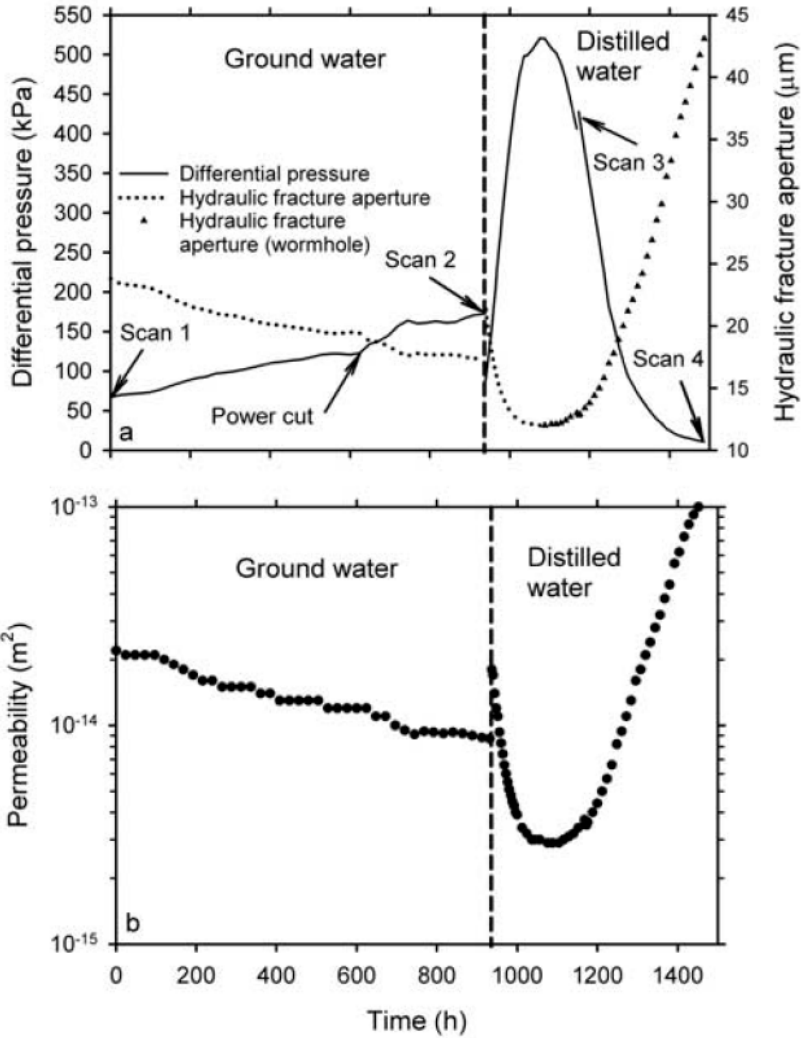 550
500
450
400
350
300
250
200
150
100
50
0
Differential pressure (kPa)
Ground water
Distilled
water
45
40
35
30
25
20
15
10
Hydraulic fracture aperture (μm)
Differential pressure
Hydraulic fracture aperture
Hydraulic fracture
aperture (wormhole)
Scan 3
Scan 2
Scan 1
Scan 4
Power cut
a
10-13
10-14
10-15
Permeability (m2)
Ground water
Distilled
water
b
0 200 400 600 800 1000 1200 1400
Time (h)